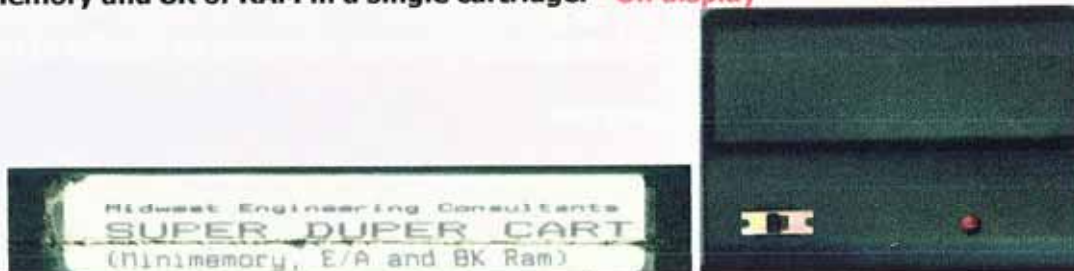 emory and 8K of RAM in a single cartridge. On display
Midwest Engineering Consultants
SUPER DUPER CART
(Minimemory, E/A and 8K Ram)